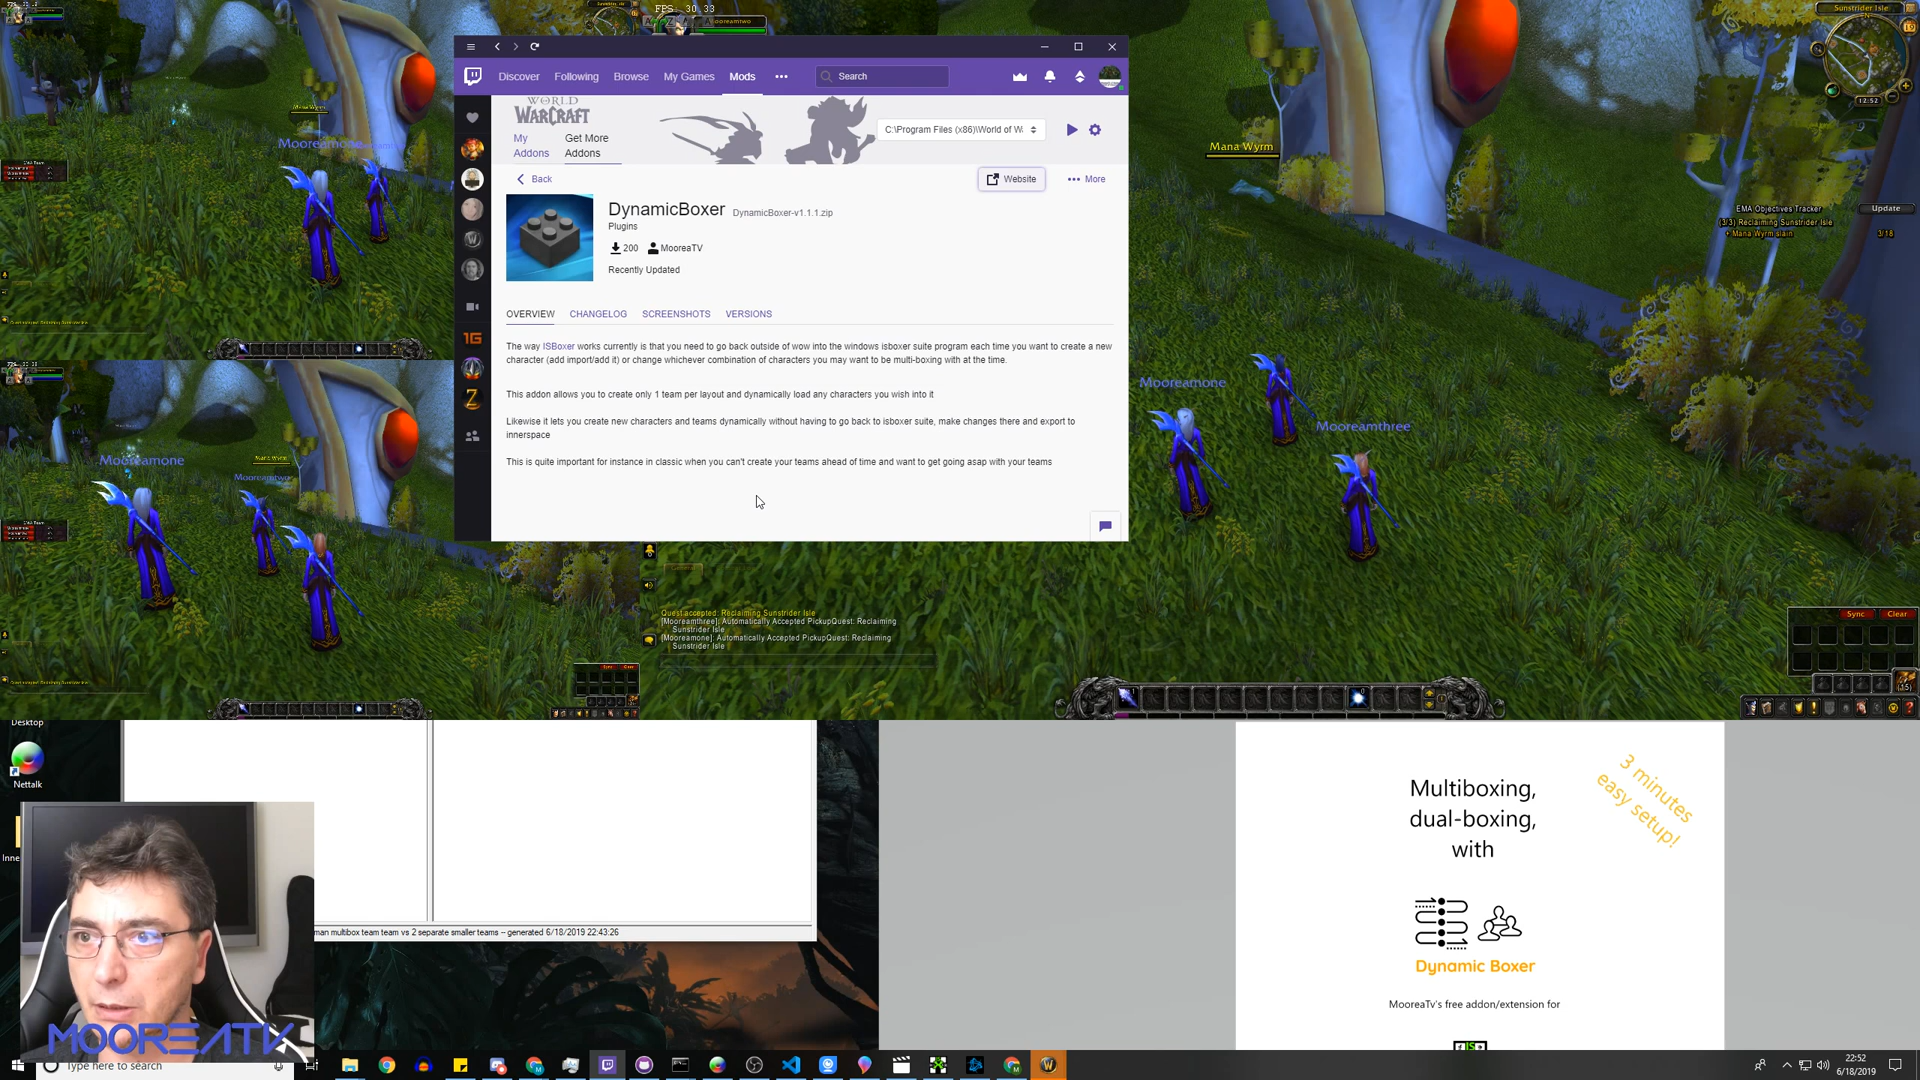 FPS: 30 33
Sunstrider Isle
Discover
Following
Browse
My Games
Mods
Search
WORLD
WARCRAFT
My
Addons
Get More
Addons
C:\Program Files (x86)\World of W
Back
Website
More
DynamicBoxer
DynamicBoxer-v1.1.1.zip
Plugins
200
MooreaTV
Recently Updated
OVERVIEW
CHANGELOG
SCREENSHOTS
VERSIONS
The way ISBoxer works currently is that you need to go back outside of wow into the windows isboxer suite program each time you want to create a new
character (add import/add it) or change whichever combination of characters you may want to be multi-boxing with at the time.
This addon allows you to create only 1 team per layout and dynamically load any characters you wish into it
Likewise it lets you create new characters and teams dynamically without having to go back to isboxer suite, make changes there and export to
innerspace
This is quite important for instance in classic when you can't create your teams ahead of time and want to get going asap with your teams
Mana Wyrm
Mana Wyrm
12:52
EMA Objectives Tracker
Update
(3/3) Reclaiming Sunstrider Isle
Mana Wyrm slain
3/18
Mooreamone
Mooreamthree
Mooreamone
Quest accepted: Reclaiming Sunstrider Isle
[Mooreamthree]: Automatically Accepted PickupQuest: Reclaiming
Sunstrider Isle
[Mooreamone]: Automatically Accepted PickupQuest: Reclaiming
Sunstrider Isle
Sync
Clear
(15)
Desktop
Nettalk
Inne
man multibox team team vs 2 separate smaller teams -- generated 6/18/2019 22:43:26
MOOREATV
Multiboxing,
dual-boxing,
with
3 minutes
easy setup!
Dynamic Boxer
MooreaTv's free addon/extension for
Type here to search
22:52
6/18/2019